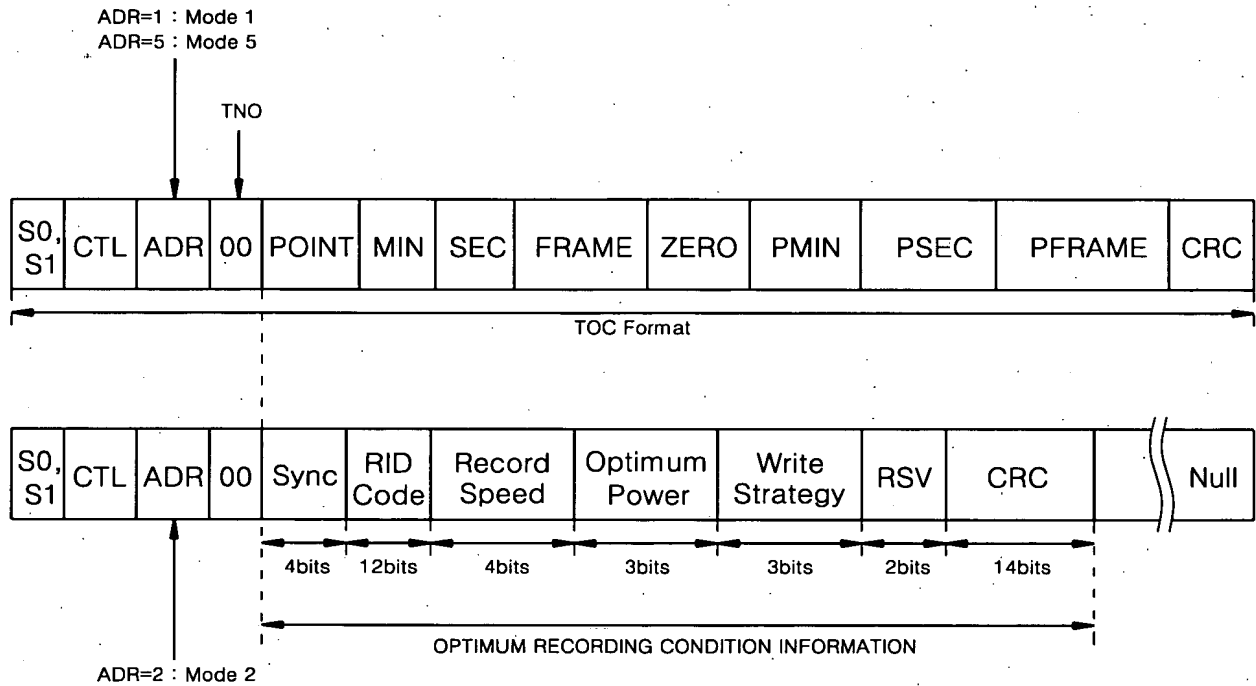 ADR=1 : Mode 1
ADR=5 : Mode 5
TNO
S0, S1 CTL ADR 00 POINT MIN SEC FRAME ZERO PMIN PSEC PFRAME CRC
TOC Format
S0, S1 CTL ADR 00 Sync RID Code Record Speed Optimum Power Write Strategy RSV CRC Null
4bits 12bits 4bits 3bits 3bits 2bits 14bits
OPTIMUM RECORDING CONDITION INFORMATION
ADR=2 : Mode 2